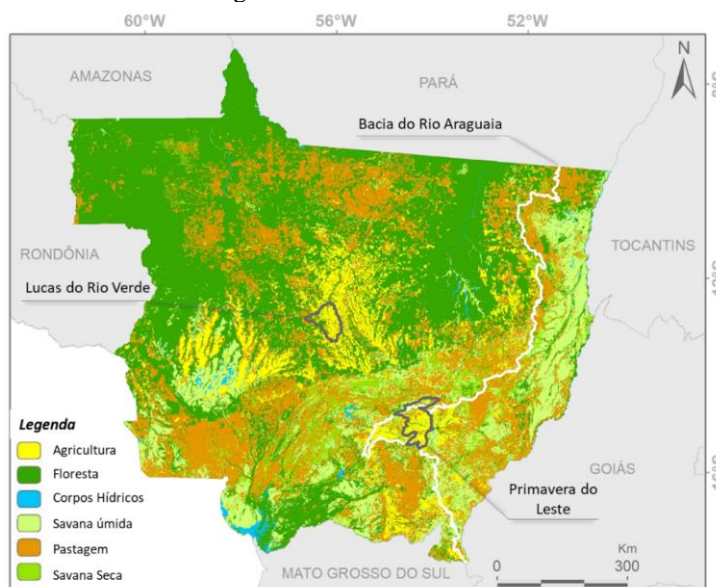 60°W
56°W
52°W
AMAZONAS
PARÁ
N
Bacia do Rio Araguaia
RONDÔNIA
TOCANTINS
Lucas do Rio Verde
Legenda
Agricultura
Floresta
Corpos Hídricos
Savana úmida
Pastagem
Savana Seca
GOIÁS
Primavera do
Leste
Km
0
300
MATO GROSSO DO SUL